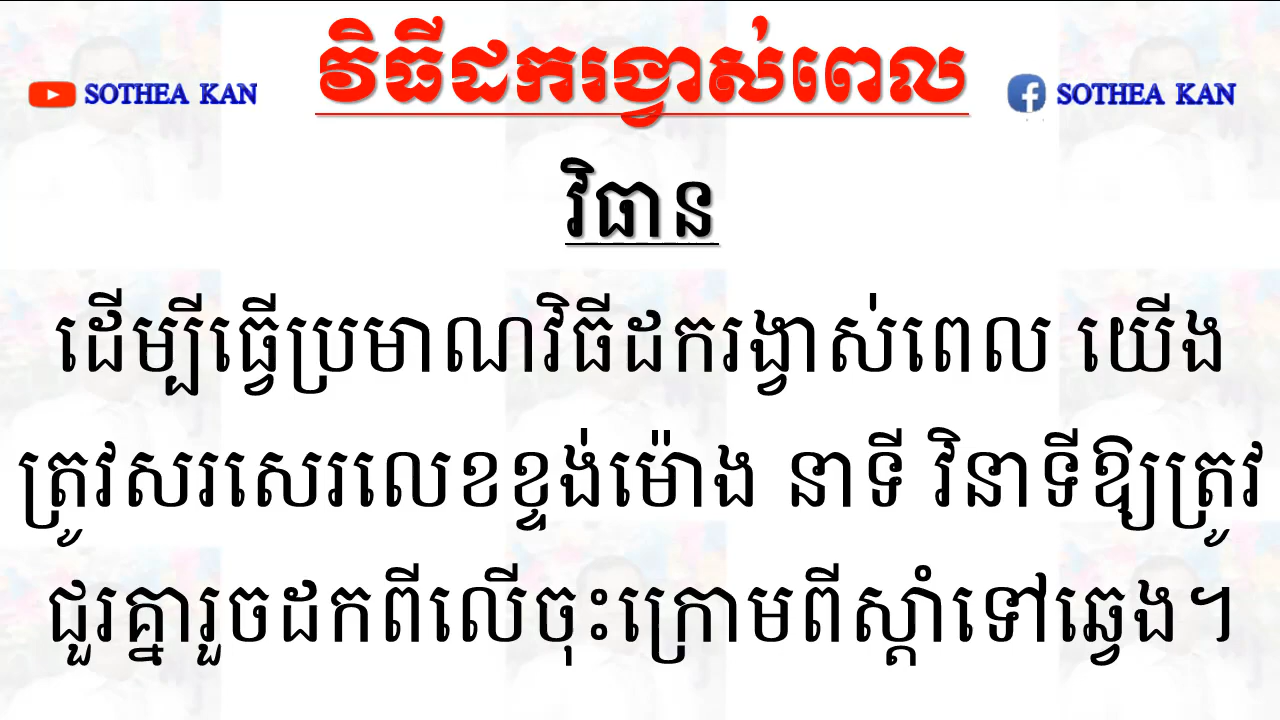 វិធីដករង្វាស់ពេល
SOTHEA KAN
SOTHEA KAN
វិធាន
ដើម្បីធ្វើប្រមាណវិធីដករង្វាស់ពេល យើង
ត្រូវសរសេរលេខខ្ទង់ម៉ោង នាទី វិនាទីឱ្យត្រូវ
ជួរគ្នារួចដកពីលើចុះក្រោមពីស្តាំទៅឆ្វេង។